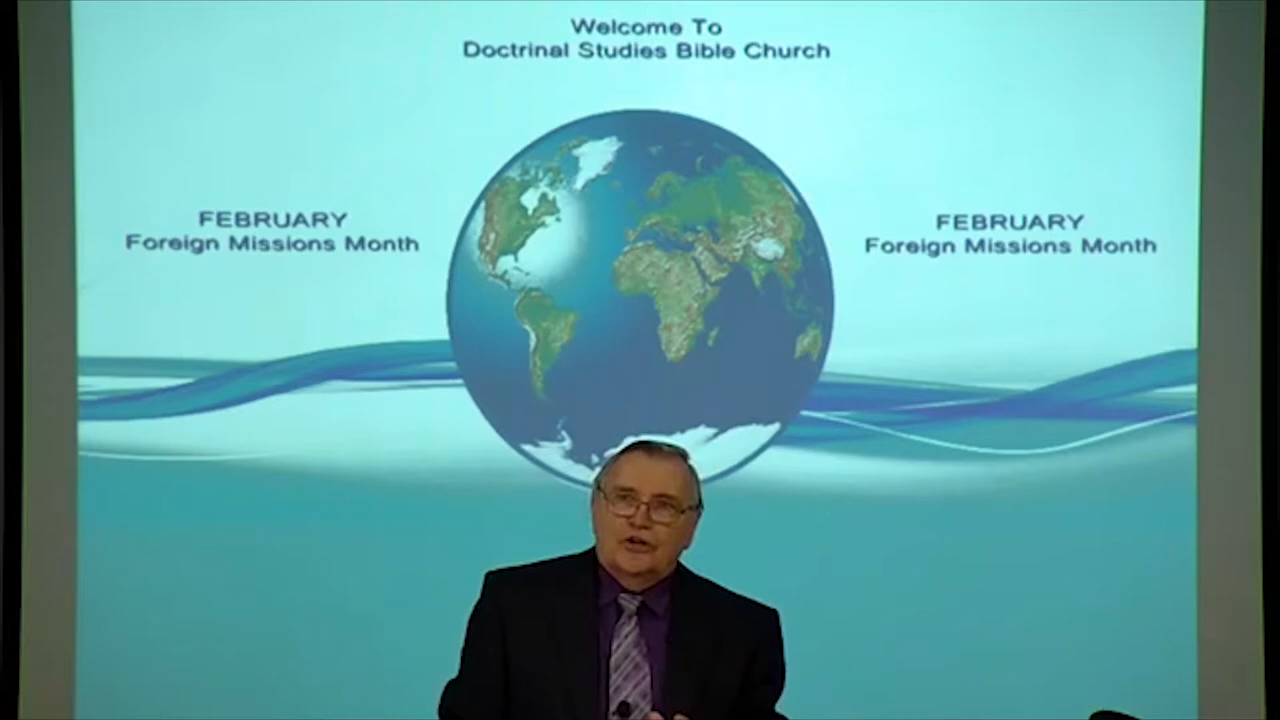 Welcome To
Doctrinal Studies Bible Church
FEBRUARY
Foreign Missions Month
FEBRUARY
Foreign Missions Month